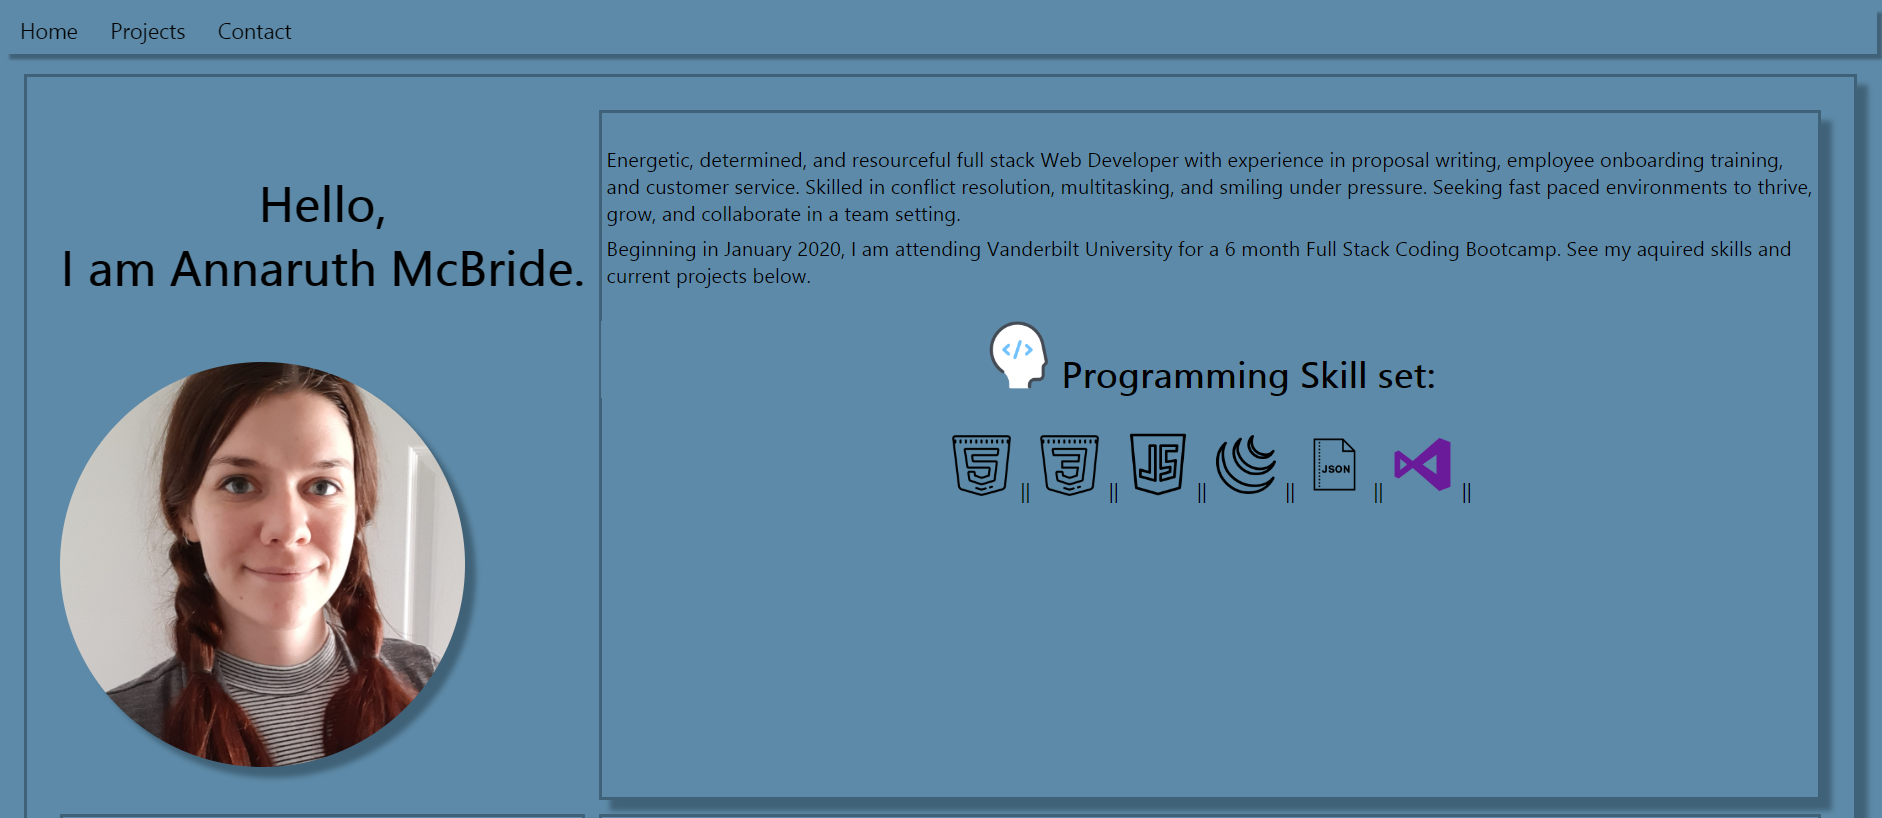 Home Projects Contact
Hello,
I am Annaruth McBride.
Energetic, determined, and resourceful full stack Web Developer with experience in proposal writing, employee onboarding training,
and customer service. Skilled in conflict resolution, multitasking, and smiling under pressure. Seeking fast paced environments to thrive,
grow, and collaborate in a team setting.
Beginning in January 2020, I am attending Vanderbilt University for a 6 month Full Stack Coding Bootcamp. See my aquired skills and
current projects below.
</> Programming Skill set:
5 || 3 || JS || || JSON || ||